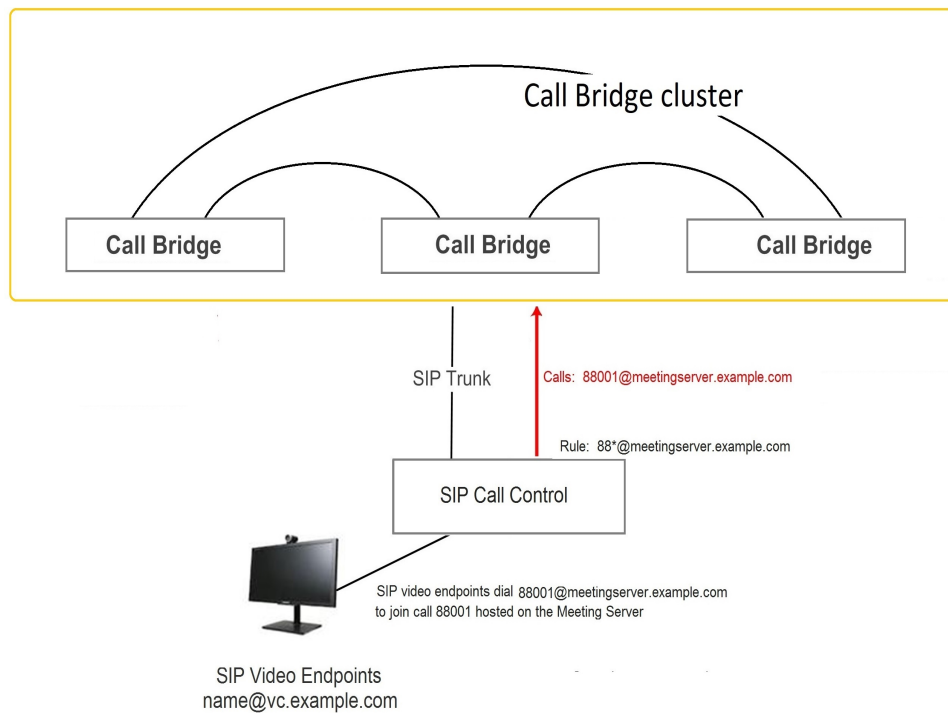 Call Bridge cluster
Call Bridge
Call Bridge
Call Bridge
SIP Trunk
Calls: 88001@meetingserver.example.com
Rule: 88*@meetingserver.example.com
SIP Call Control
SIP video endpoints dial 88001@meetingserver.example.com
to join call 88001 hosted on the Meeting Server
SIP Video Endpoints
name@vc.example.com